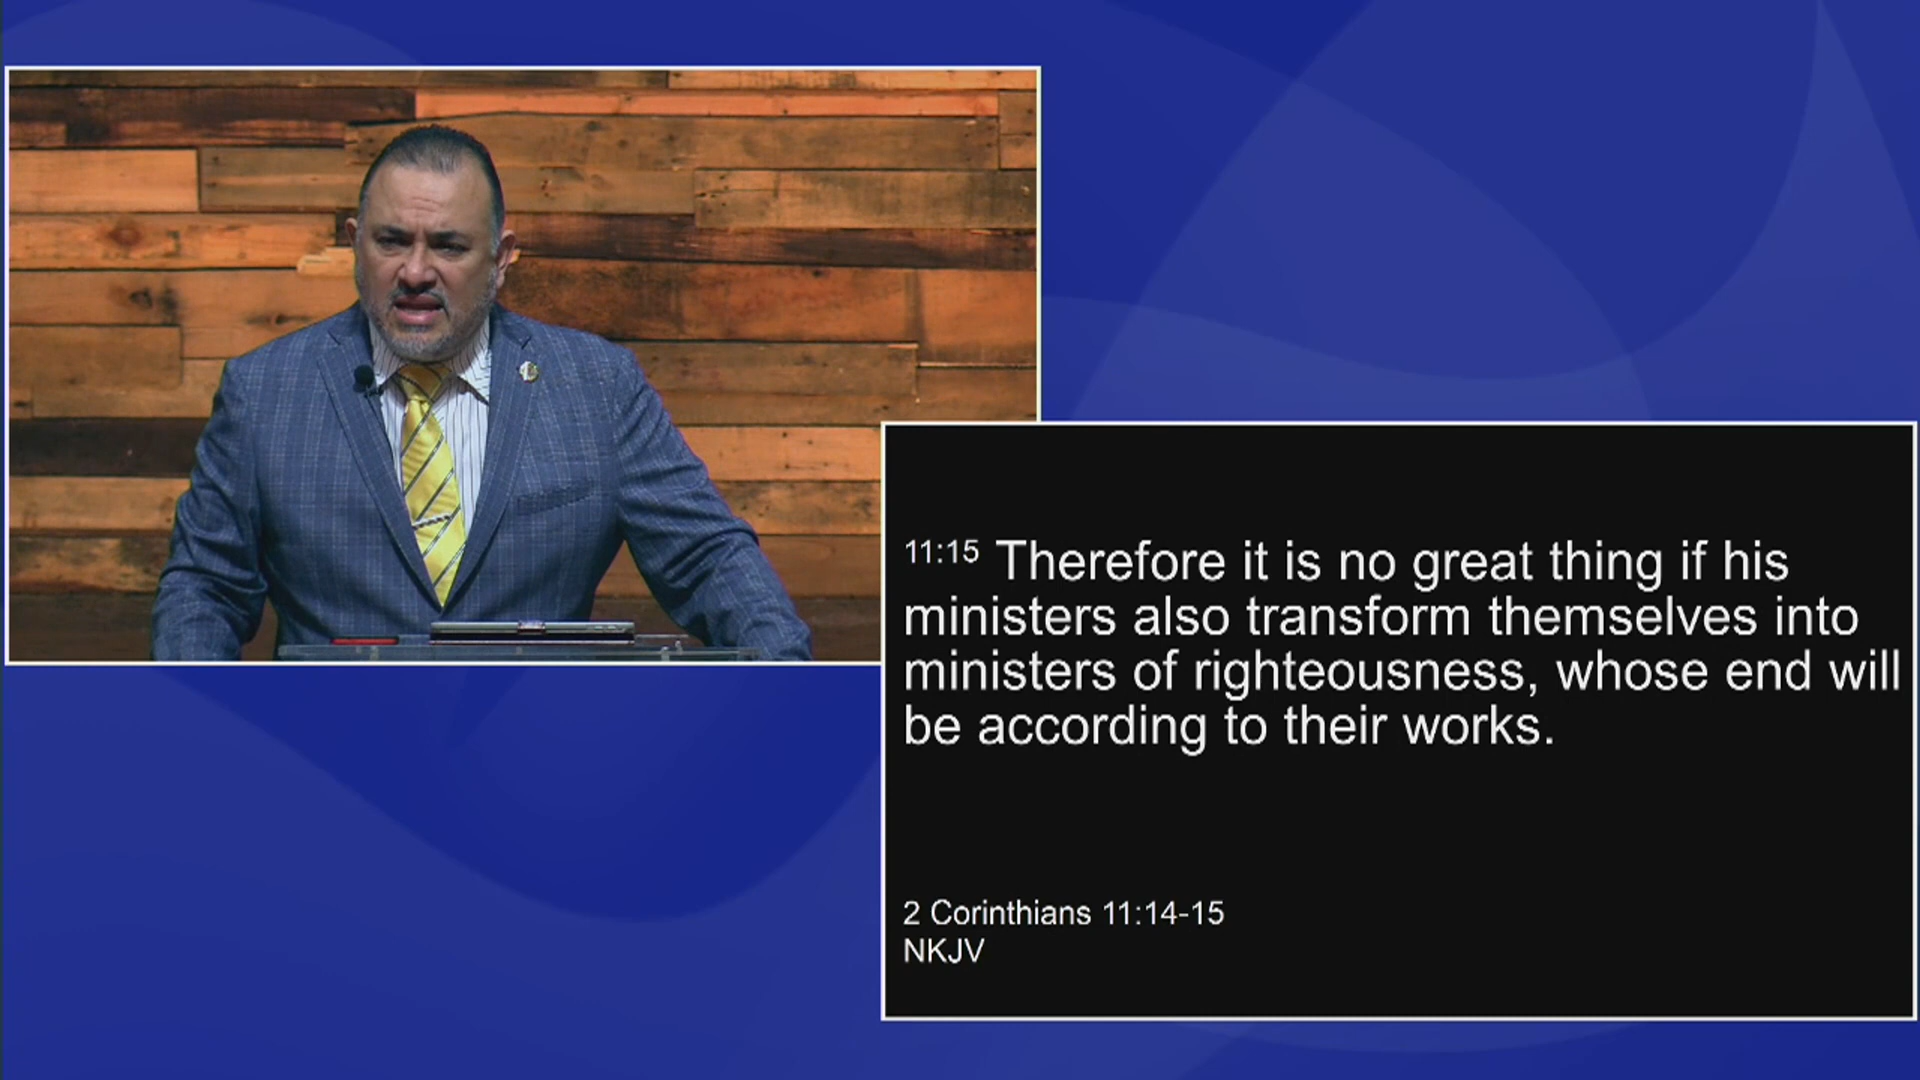 11:15 Therefore it is no great thing if his
ministers also transform themselves into
ministers of righteousness, whose end will
be according to their works.
2 Corinthians 11:14-15
NKJV